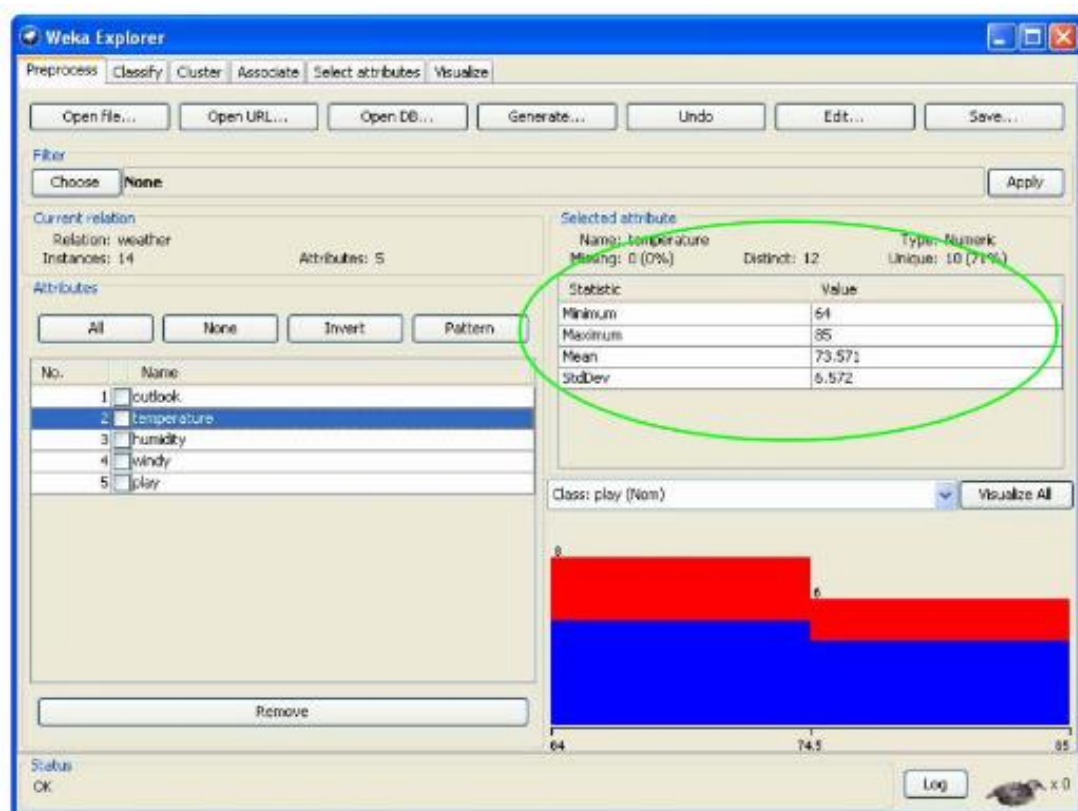 Weka Explorer
Preprocess Classify Cluster Associate Select attributes Visualize
Open file... Open URL... Open DB... Generate... Undo Edit... Save...
Filter
Choose None Apply
Current relation
Relation: weather
Instances: 14 Attributes: 5
Selected attribute
Name: temperature Type: Numeric
Missing: 0 (0%) Distinct: 12 Unique: 10 (71%)
Statistic Value
Minimum 64
Maximum 85
Mean 73.571
StdDev 6.572
Attributes
All None Invert Pattern
No. Name
1 outlook
2 temperature
3 humidity
4 windy
5 play
Remove
Class: play (Nom) Visualize All
8
6
64 74.5 85
Status
OK Log x 0